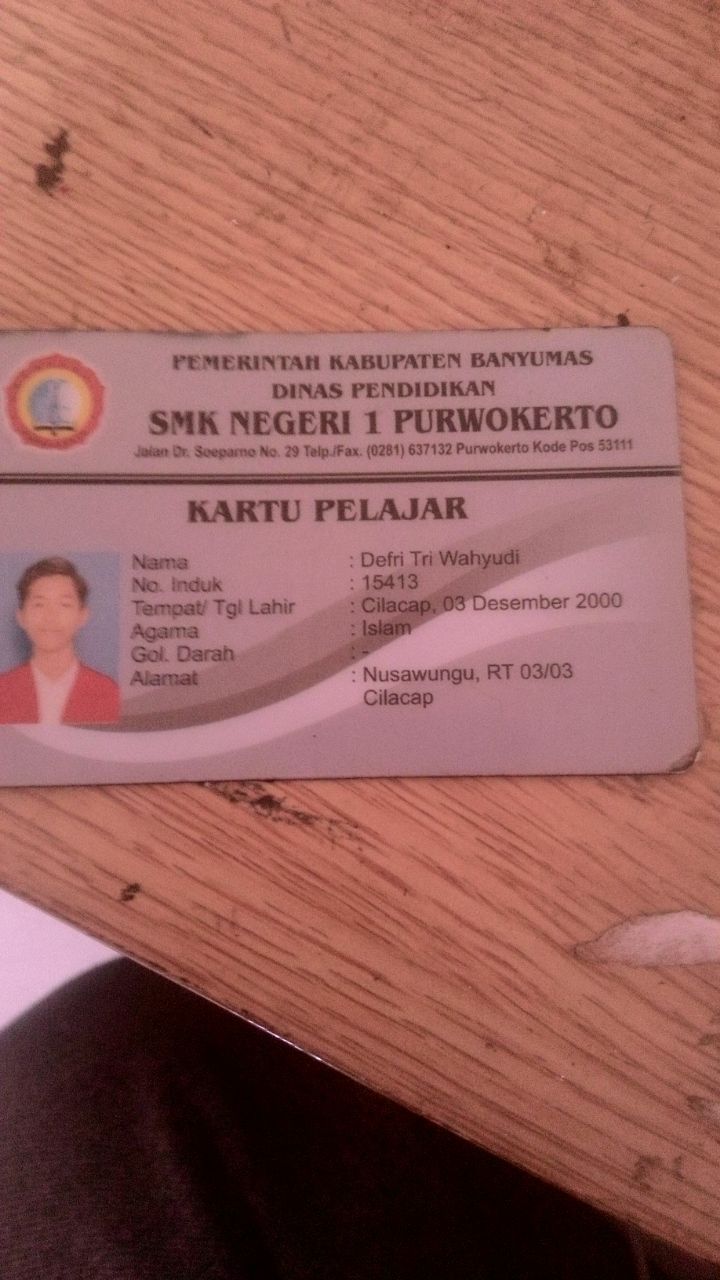 PEMERINTAH KABUPATEN BANYUMAS
DINAS PENDIDIKAN
SMK NEGERI 1 PURWOKERTO
Jalan Dr. Soeparno No. 29 Telp./Fax. (0281) 637132 Purwokerto Kode Pos 53111
KARTU PELAJAR
Nama : Defri Tri Wahyudi
No. Induk : 15413
Tempat/ Tgl Lahir : Cilacap, 03 Desember 2000
Agama : Islam
Gol. Darah : -
Alamat : Nusawungu, RT 03/03
Cilacap